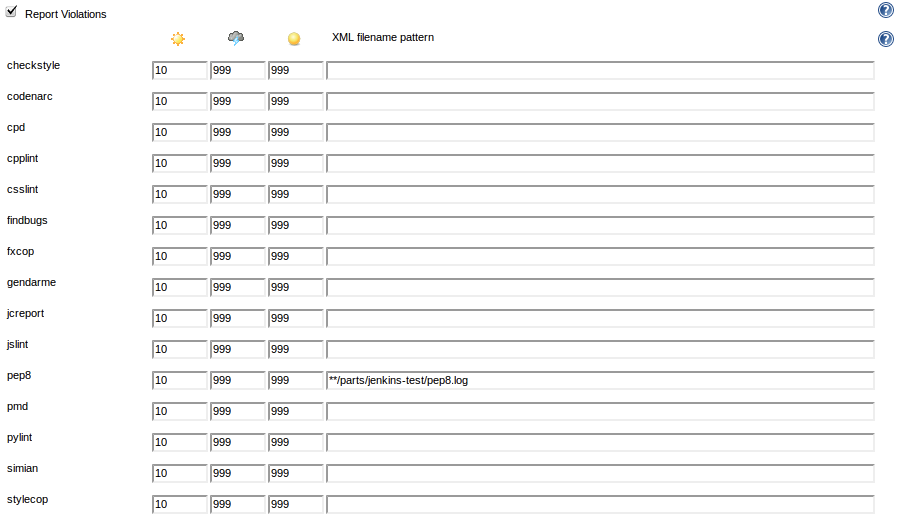 Report Violations
XML filename pattern
checkstyle 10 999 999
codenarc 10 999 999
cpd 10 999 999
cpplint 10 999 999
csslint 10 999 999
findbugs 10 999 999
fxcop 10 999 999
gendarme 10 999 999
jcreport 10 999 999
jslint 10 999 999
pep8 10 999 999 **/parts/jenkins-test/pep8.log
pmd 10 999 999
pylint 10 999 999
simian 10 999 999
stylecop 10 999 999